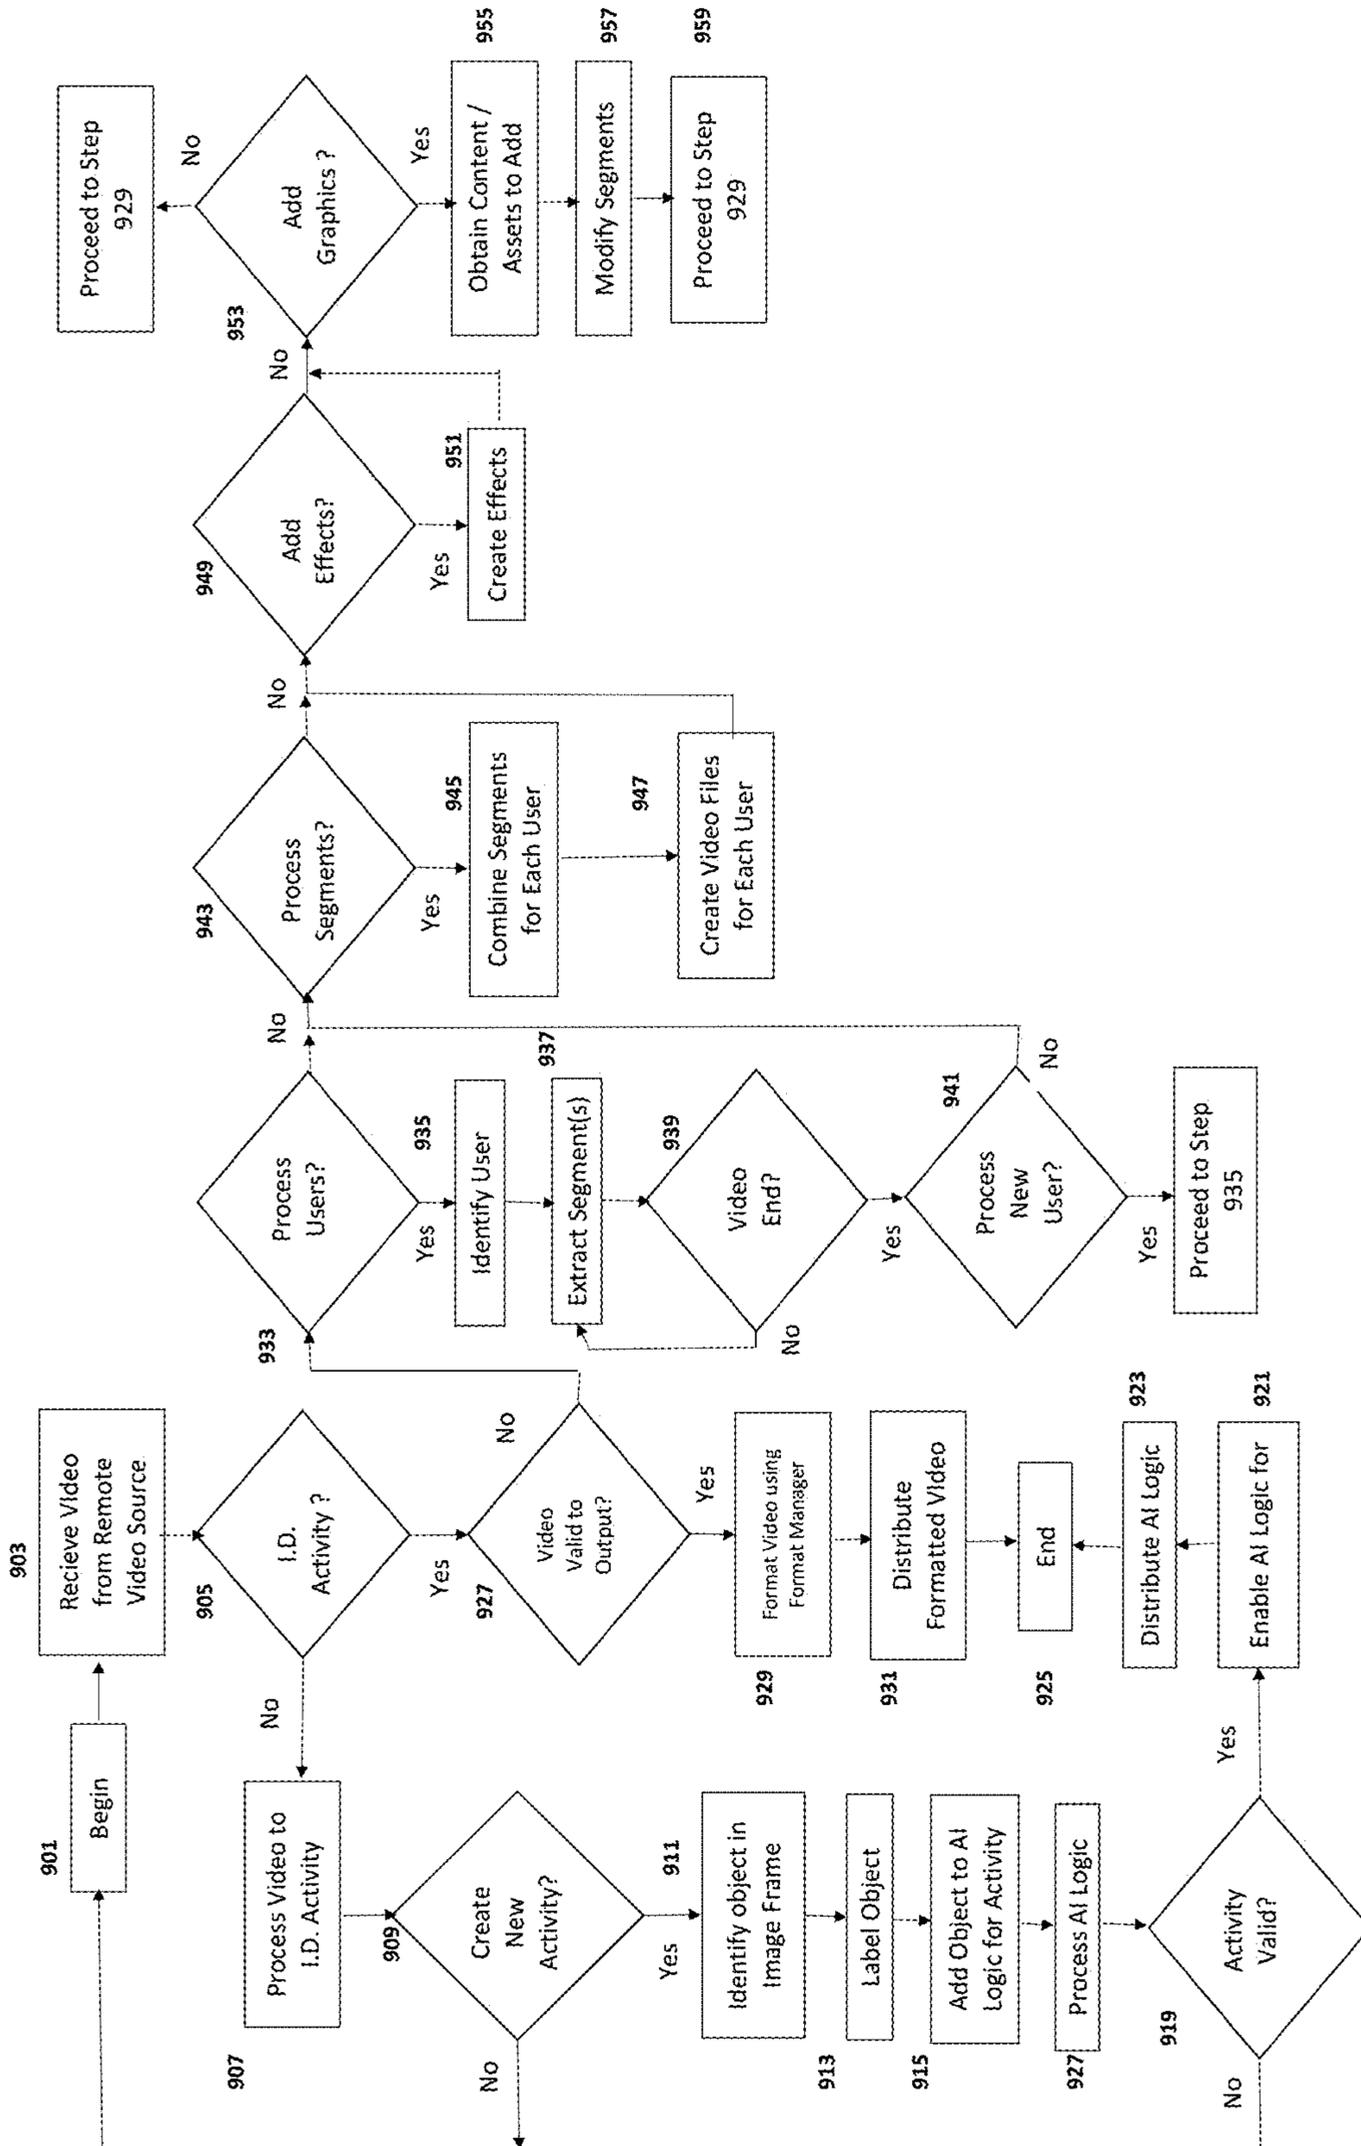 901
Begin
903
Recieve Video
from Remote
Video Source
905
I.D.
Activity ?
No
Yes
907
Process Video to
I.D. Activity
909
Create
New
Activity?
No
Yes
911
Identify object in
Image Frame
913
Label Object
915
Add Object to AI
Logic for Activity
927
Process AI Logic
919
Activity
Valid?
No
Yes
921
Enable AI Logic for
923
Distribute AI Logic
925
End
927
Video
Valid to
Output?
No
Yes
929
Format Video using
Format Manager
931
Distribute
Formatted Video
933
Process
Users?
No
Yes
935
Identify User
937
Extract Segment(s)
939
Video
End?
No
Yes
941
Process
New
User?
No
Yes
Proceed to Step
935
943
Process
Segments?
No
Yes
945
Combine Segments
for Each User
947
Create Video Files
for Each User
949
Add
Effects?
No
Yes
951
Create Effects
953
Add
Graphics ?
No
Proceed to Step
929
Yes
955
Obtain Content /
Assets to Add
957
Modify Segments
959
Proceed to Step
929